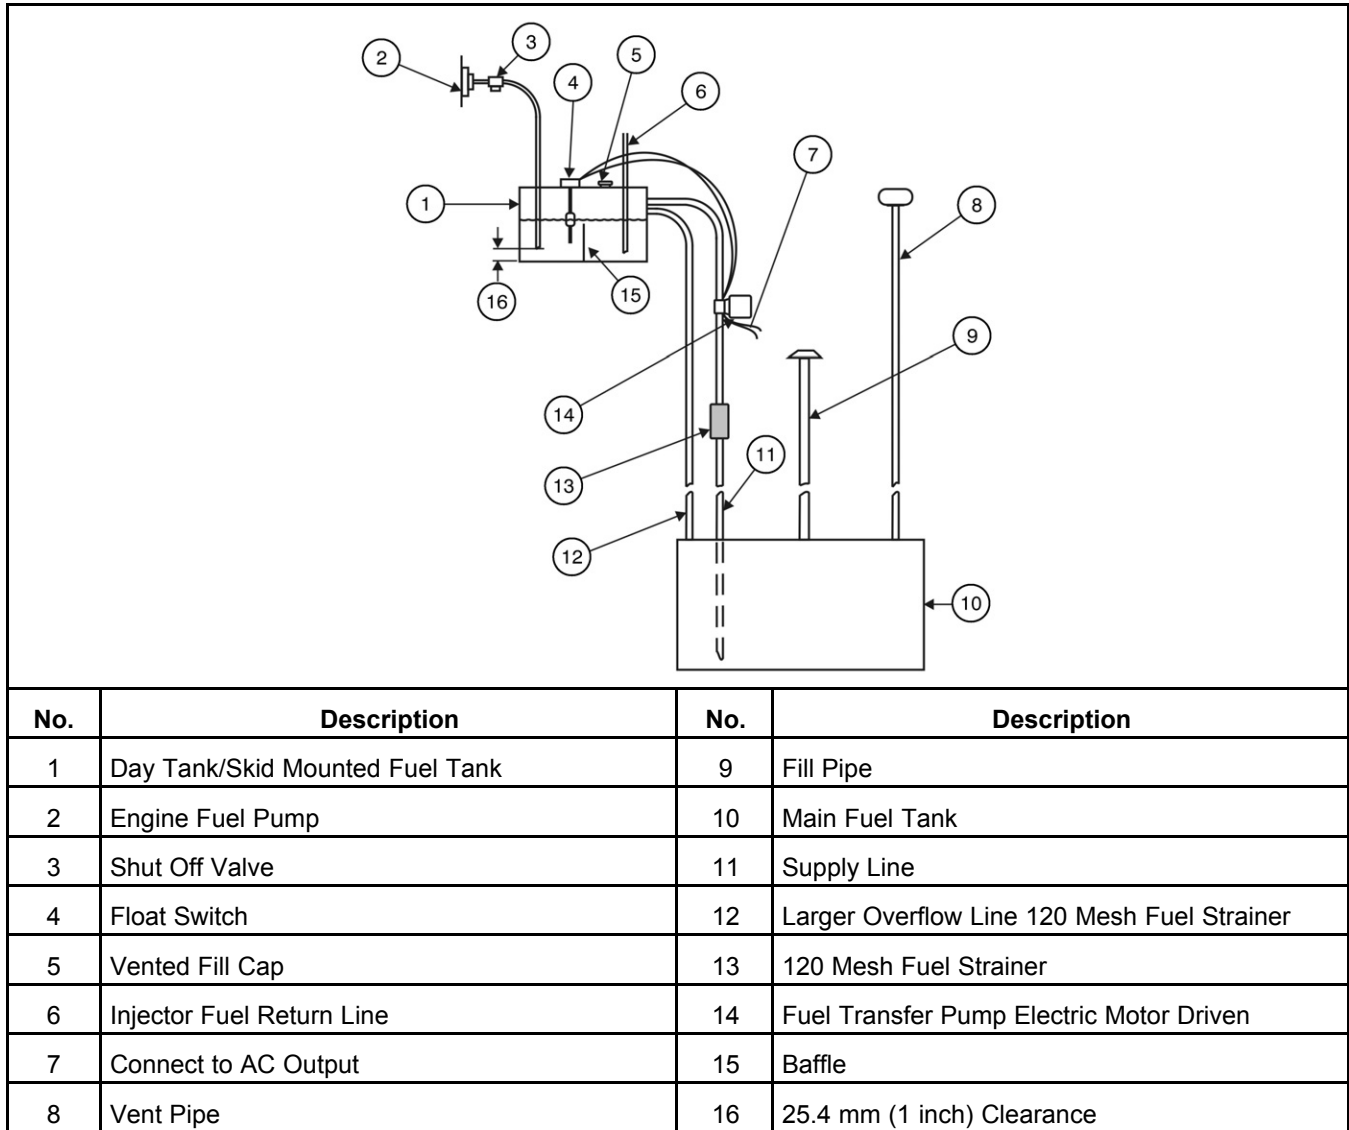 2
3
4
5
6
7
1
8
16
15
9
14
11
13
12
10
No. Description No. Description
1 Day Tank/Skid Mounted Fuel Tank 9 Fill Pipe
2 Engine Fuel Pump 10 Main Fuel Tank
3 Shut Off Valve 11 Supply Line
4 Float Switch 12 Larger Overflow Line 120 Mesh Fuel Strainer
5 Vented Fill Cap 13 120 Mesh Fuel Strainer
6 Injector Fuel Return Line 14 Fuel Transfer Pump Electric Motor Driven
7 Connect to AC Output 15 Baffle
8 Vent Pipe 16 25.4 mm (1 inch) Clearance